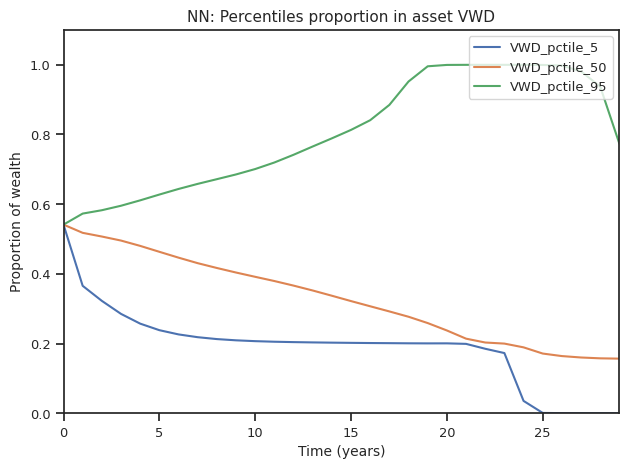 NN: Percentiles proportion in asset VWD
VWD_pctile_5
VWD_pctile_50
VWD_pctile_95
Proportion of wealth
1.0
0.8
0.6
0.4
0.2
0.0
0 5 10 15 20 25
Time (years)